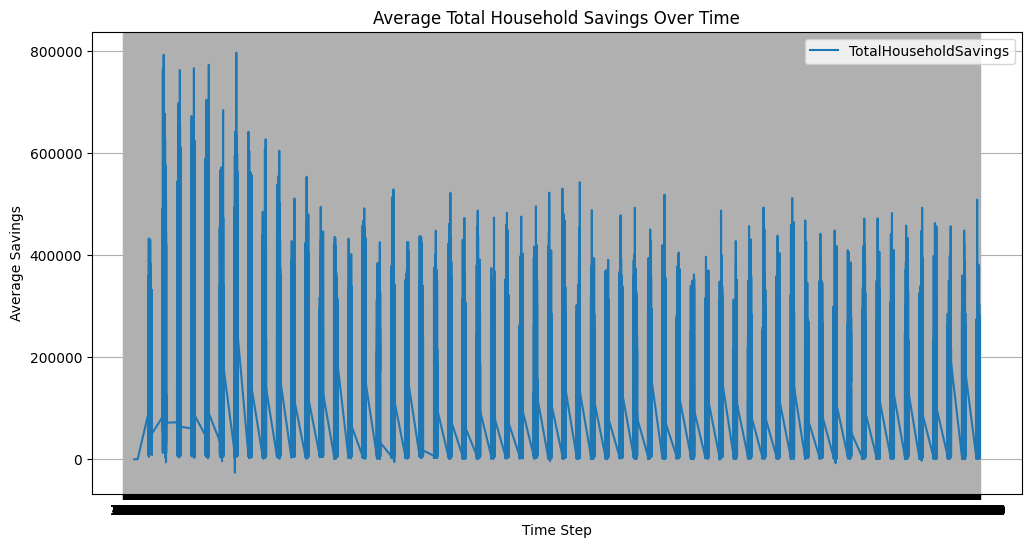 Average Total Household Savings Over Time
TotalHouseholdSavings
800000
600000
400000
200000
0
Average Savings
Time Step